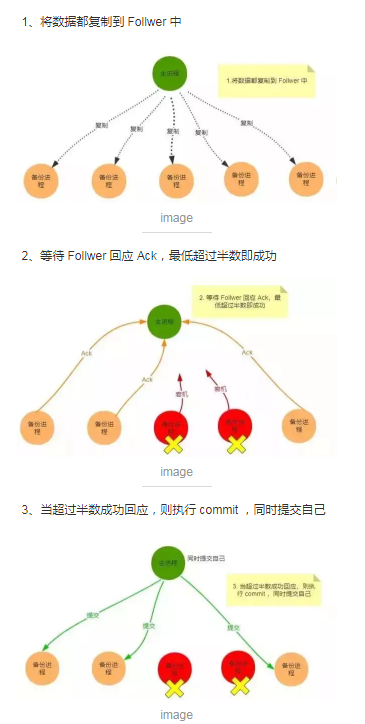 1、将数据都复制到 Follwer 中
主进程
1.将数据都复制到 Follwer 中
复制
复制
复制
复制
复制
备份进
程
备份进
程
备份进
程
备份进
程
备份进
程
image
2、等待 Follwer 回应 Ack，最低超过半数即成功
2. 等待 Follwer 回应 Ack，最
低超过半数即成功
主进程
Ack
Ack
Ack
宕机
宕机
备份进
程
备份进
程
备份进
程
备份进
程
备份进
程
image
3、当超过半数成功回应，则执行 commit ，同时提交自己
同时提交自己
主进程
3. 当超过半数成功回应，则执
行 commit ，同时提交自己
提交
提交
提交
备份进
程
备份进
程
备份进
程
备份进
程
备份进
程
image